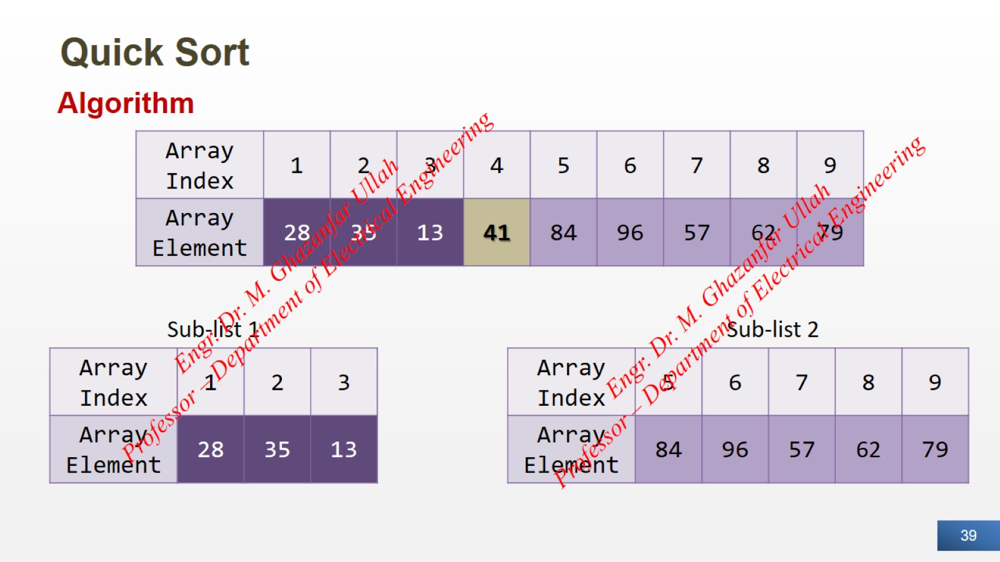 Quick Sort
Algorithm
Array Index 1 2 3 4 5 6 7 8 9
Array Element 28 35 13 41 84 96 57 62 79
Engr. Dr. M. Ghazanfar Ullah
Professor – Department of Electrical Engineering
Engr. Dr. M. Ghazanfar Ullah
Professor – Department of Electrical Engineering
Sub-list 1
Array Index 1 2 3
Array Element 28 35 13
Sub-list 2
Array Index 5 6 7 8 9
Array Element 84 96 57 62 79
39